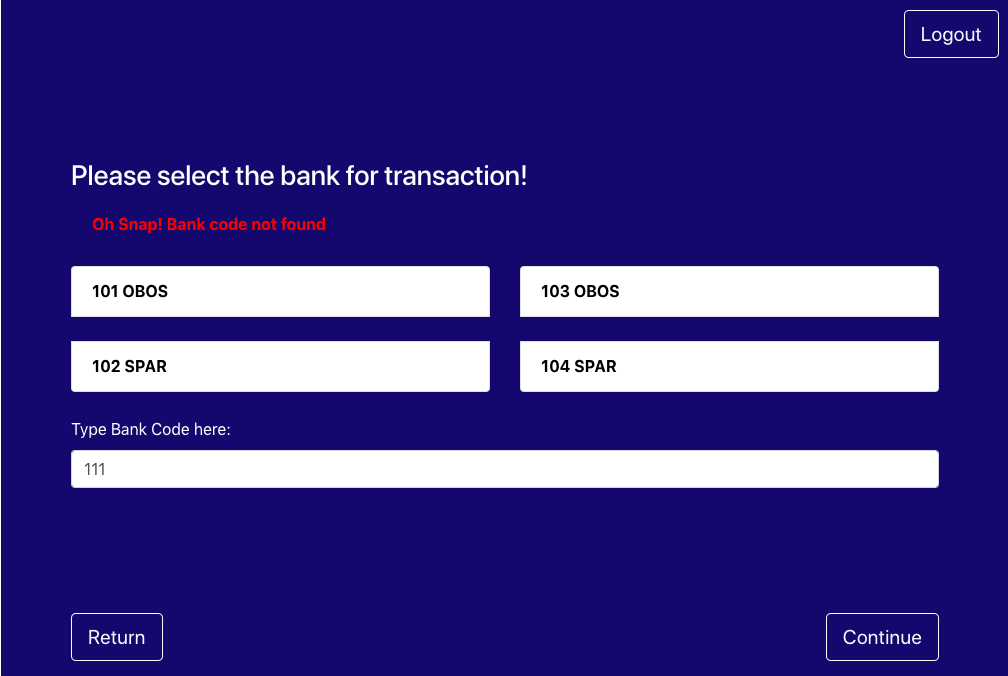 Logout
Please select the bank for transaction!
Oh Snap! Bank code not found
101 OBOS
103 OBOS
102 SPAR
104 SPAR
Type Bank Code here:
111
Return
Continue